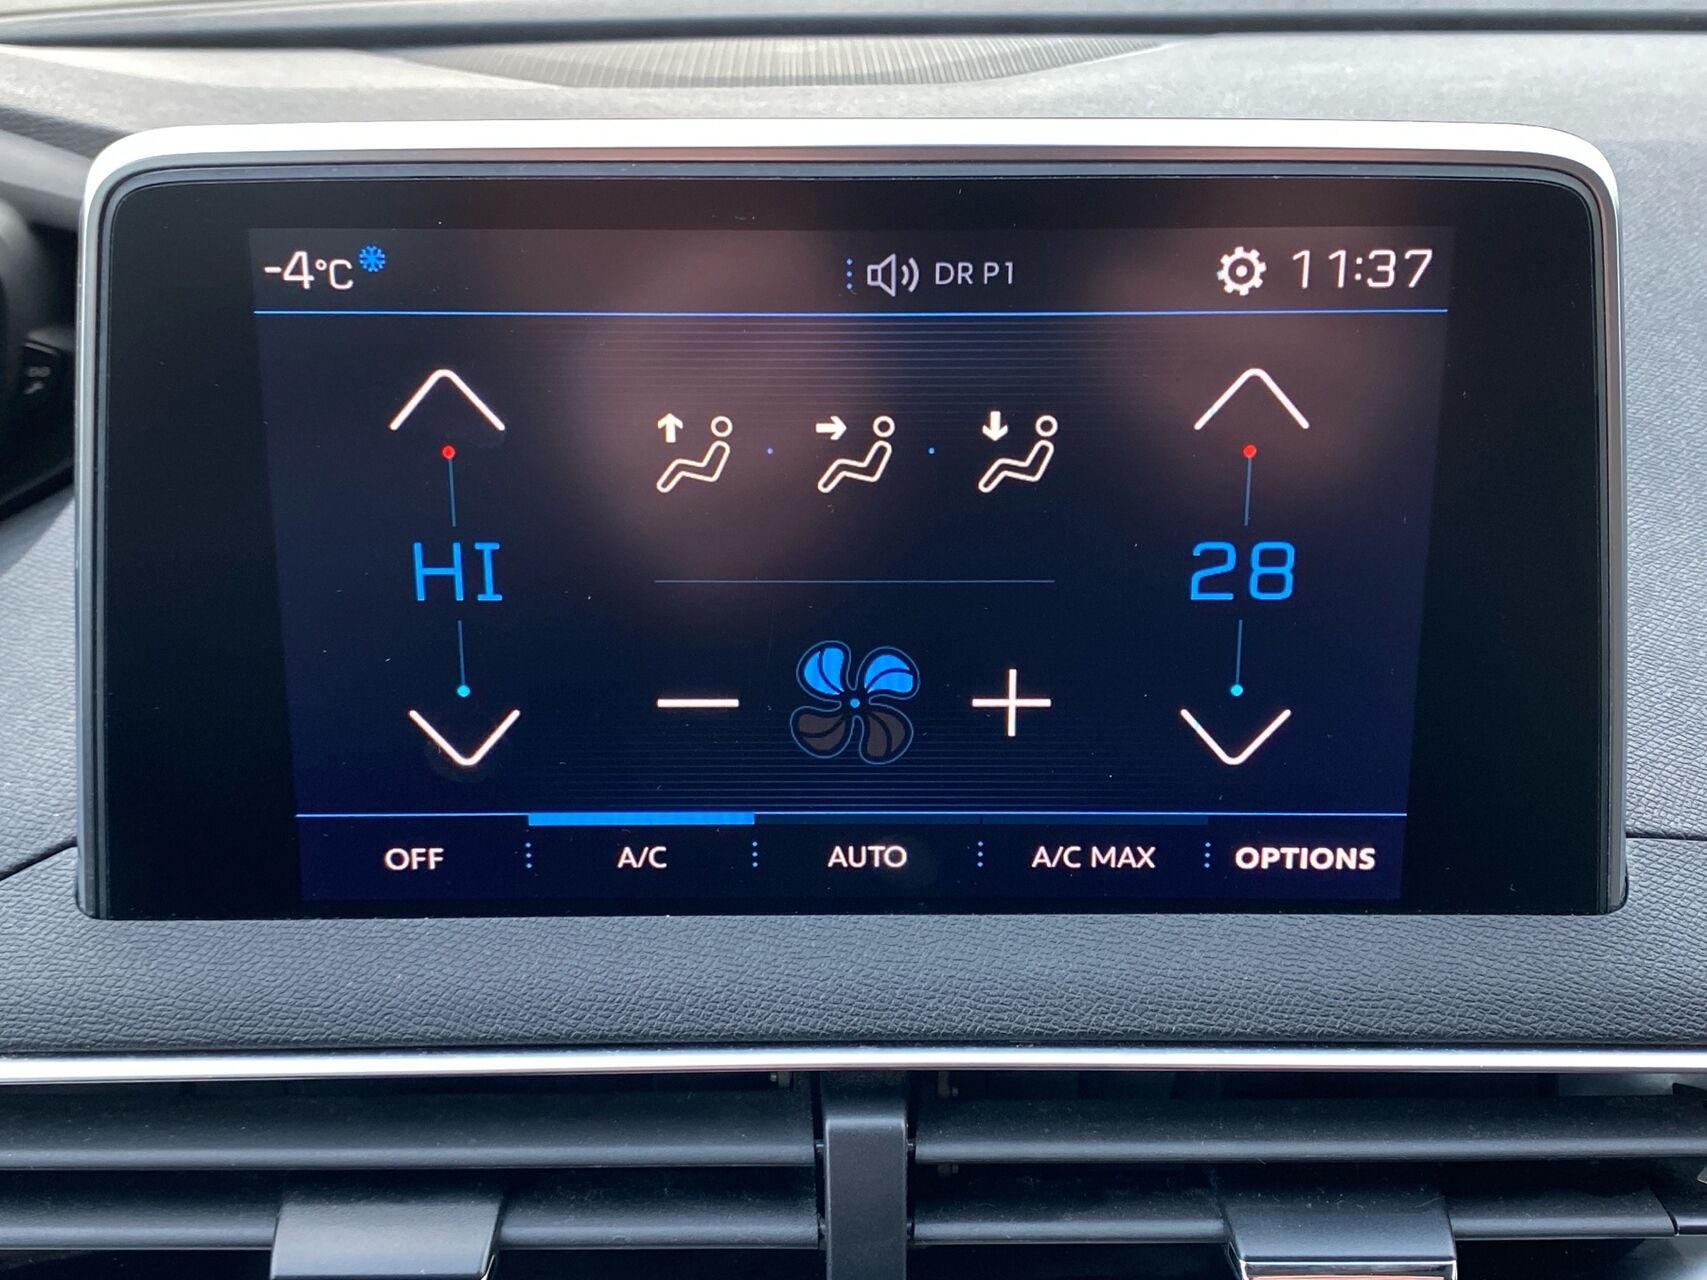 -4°C DR P1 11:37
HI 28
OFF A/C AUTO A/C MAX OPTIONS